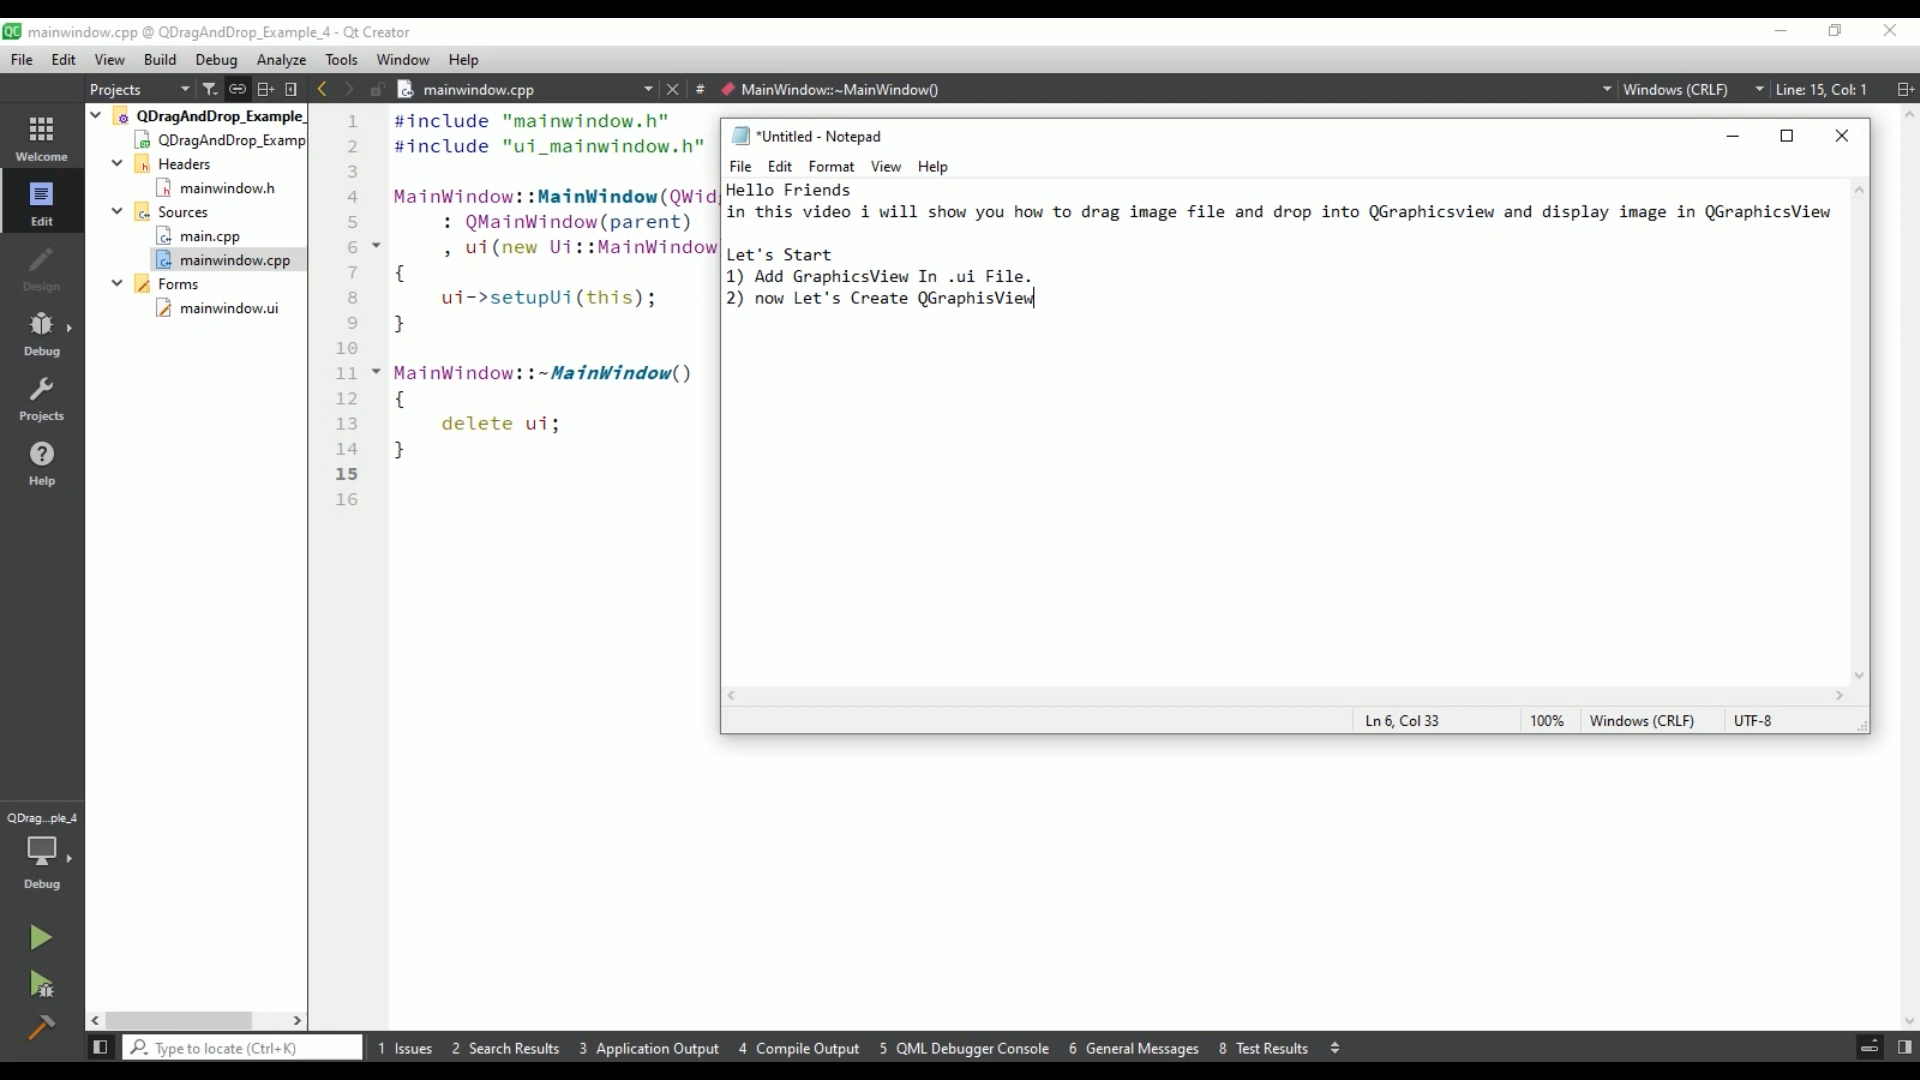 mainwindow.cpp @ QDragAndDrop_Example_4 - Qt Creator
File Edit View Build Debug Analyze Tools Window Help
Projects
mainwindow.cpp
#
MainWindow::~MainWindow()
Windows (CRLF)
Line: 15, Col: 1
Welcome
Edit
Design
Debug
Projects
Help
QDrag...ple_4
Debug
QDragAndDrop_Example_
QDragAndDrop_Examp
Headers
mainwindow.h
Sources
main.cpp
mainwindow.cpp
Forms
mainwindow.ui
1 #include "mainwindow.h"
2 #include "ui_mainwindow.h"
3
4 MainWindow::MainWindow(QWid
5 : QMainWindow(parent)
6 , ui(new Ui::MainWindow
7 {
8 ui->setupUi(this);
9 }
10
11 MainWindow::~MainWindow()
12 {
13 delete ui;
14 }
15
16
*Untitled - Notepad
File Edit Format View Help
Hello Friends
in this video i will show you how to drag image file and drop into QGraphicsview and display image in QGraphicsView
Let's Start
1) Add GraphicsView In .ui File.
2) now Let's Create QGraphisView
Ln 6, Col 33
100%
Windows (CRLF)
UTF-8
Type to locate (Ctrl+K)
1 Issues
2 Search Results
3 Application Output
4 Compile Output
5 QML Debugger Console
6 General Messages
8 Test Results